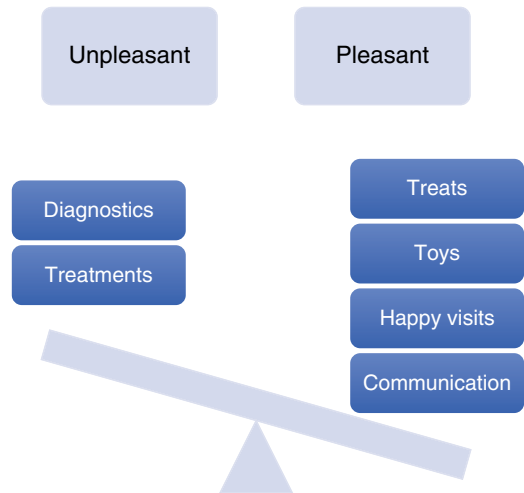 Unpleasant
Pleasant
Diagnostics
Treatments
Treats
Toys
Happy visits
Communication